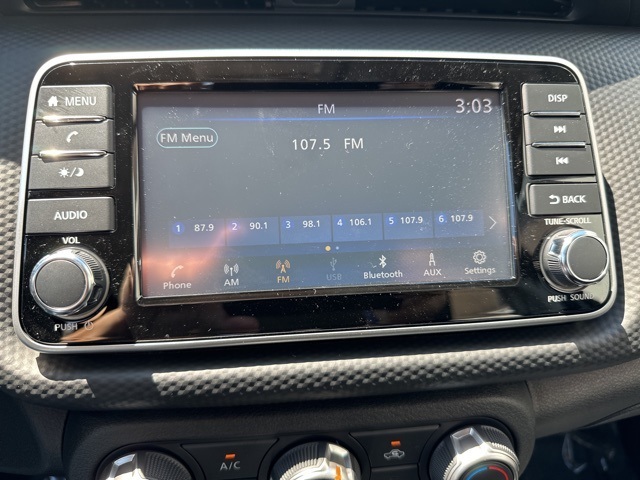 MENU
DISP
FM
3:03
FM Menu
107.5 FM
BACK
AUDIO
TUNE·SCROLL
VOL
1 87.9 2 90.1 3 98.1 4 106.1 5 107.9 6 107.9
Phone AM FM USB Bluetooth AUX Settings
PUSH
PUSH SOUND
A/C